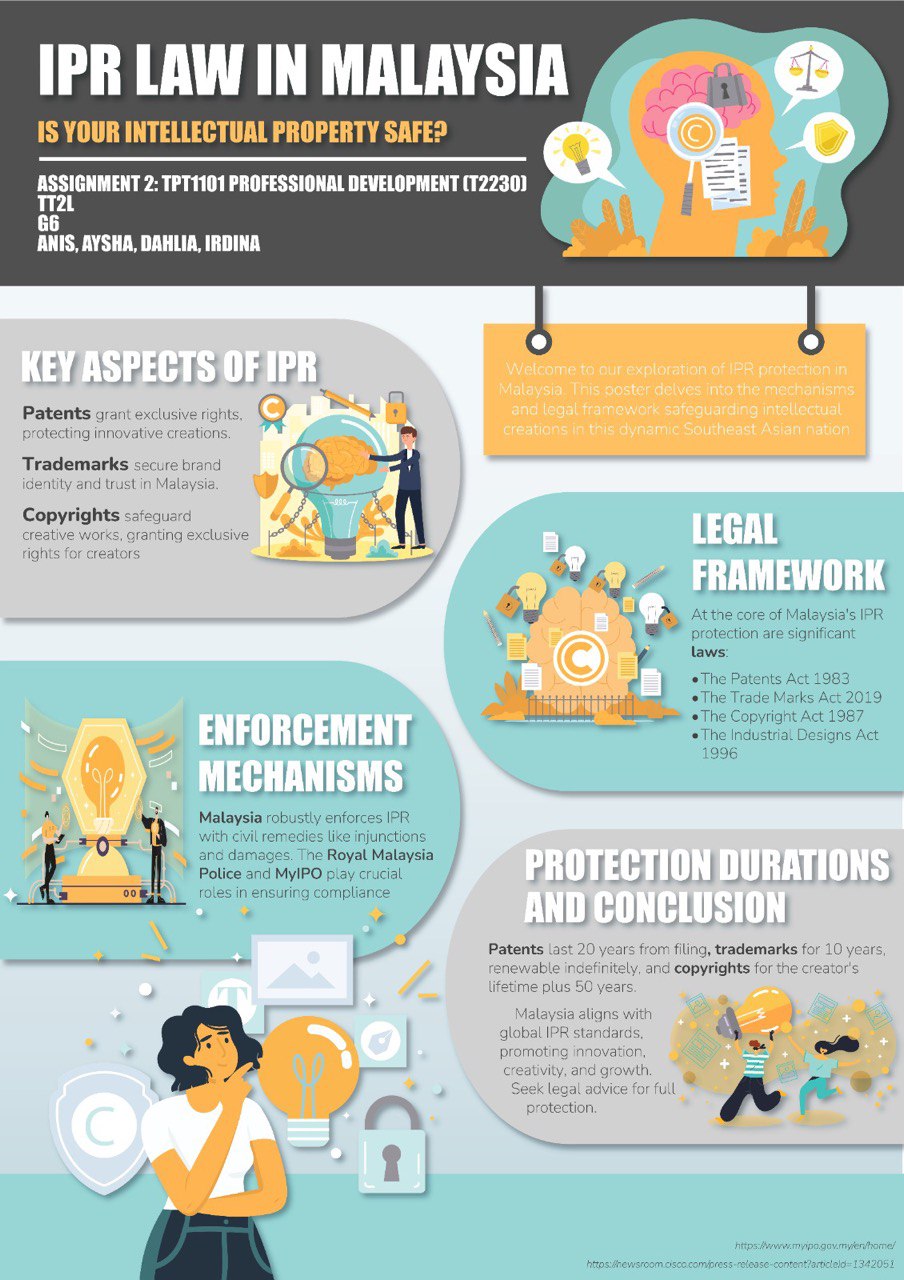 IPR LAW IN MALAYSIA
IS YOUR INTELLECTUAL PROPERTY SAFE?
ASSIGNMENT 2: TPT1101 PROFESSIONAL DEVELOPMENT (T2230)
TT2L
G6
ANIS, AYSHA, DAHLIA, IRDINA
Welcome to our exploration of IPR protection in
Malaysia. This poster delves into the mechanisms
and legal framework safeguarding intellectual
creations in this dynamic Southeast Asian nation
KEY ASPECTS OF IPR
Patents grant exclusive rights,
protecting innovative creations.
Trademarks secure brand
identity and trust in Malaysia.
Copyrights safeguard
creative works, granting exclusive
rights for creators
LEGAL
FRAMEWORK
At the core of Malaysia's IPR
protection are significant
laws:
• The Patents Act 1983
• The Trade Marks Act 2019
• The Copyright Act 1987
• The Industrial Designs Act
1996
ENFORCEMENT
MECHANISMS
Malaysia robustly enforces IPR
with civil remedies like injunctions
and damages. The Royal Malaysia
Police and MyIPO play crucial
roles in ensuring compliance
PROTECTION DURATIONS
AND CONCLUSION
Patents last 20 years from filing, trademarks for 10 years,
renewable indefinitely, and copyrights for the creator's
lifetime plus 50 years.
Malaysia aligns with
global IPR standards,
promoting innovation,
creativity, and growth.
Seek legal advice for full
protection.
https://www.myipo.gov.my/en/home/
https://newsroom.cisco.com/press-release-content?articleId=1342051